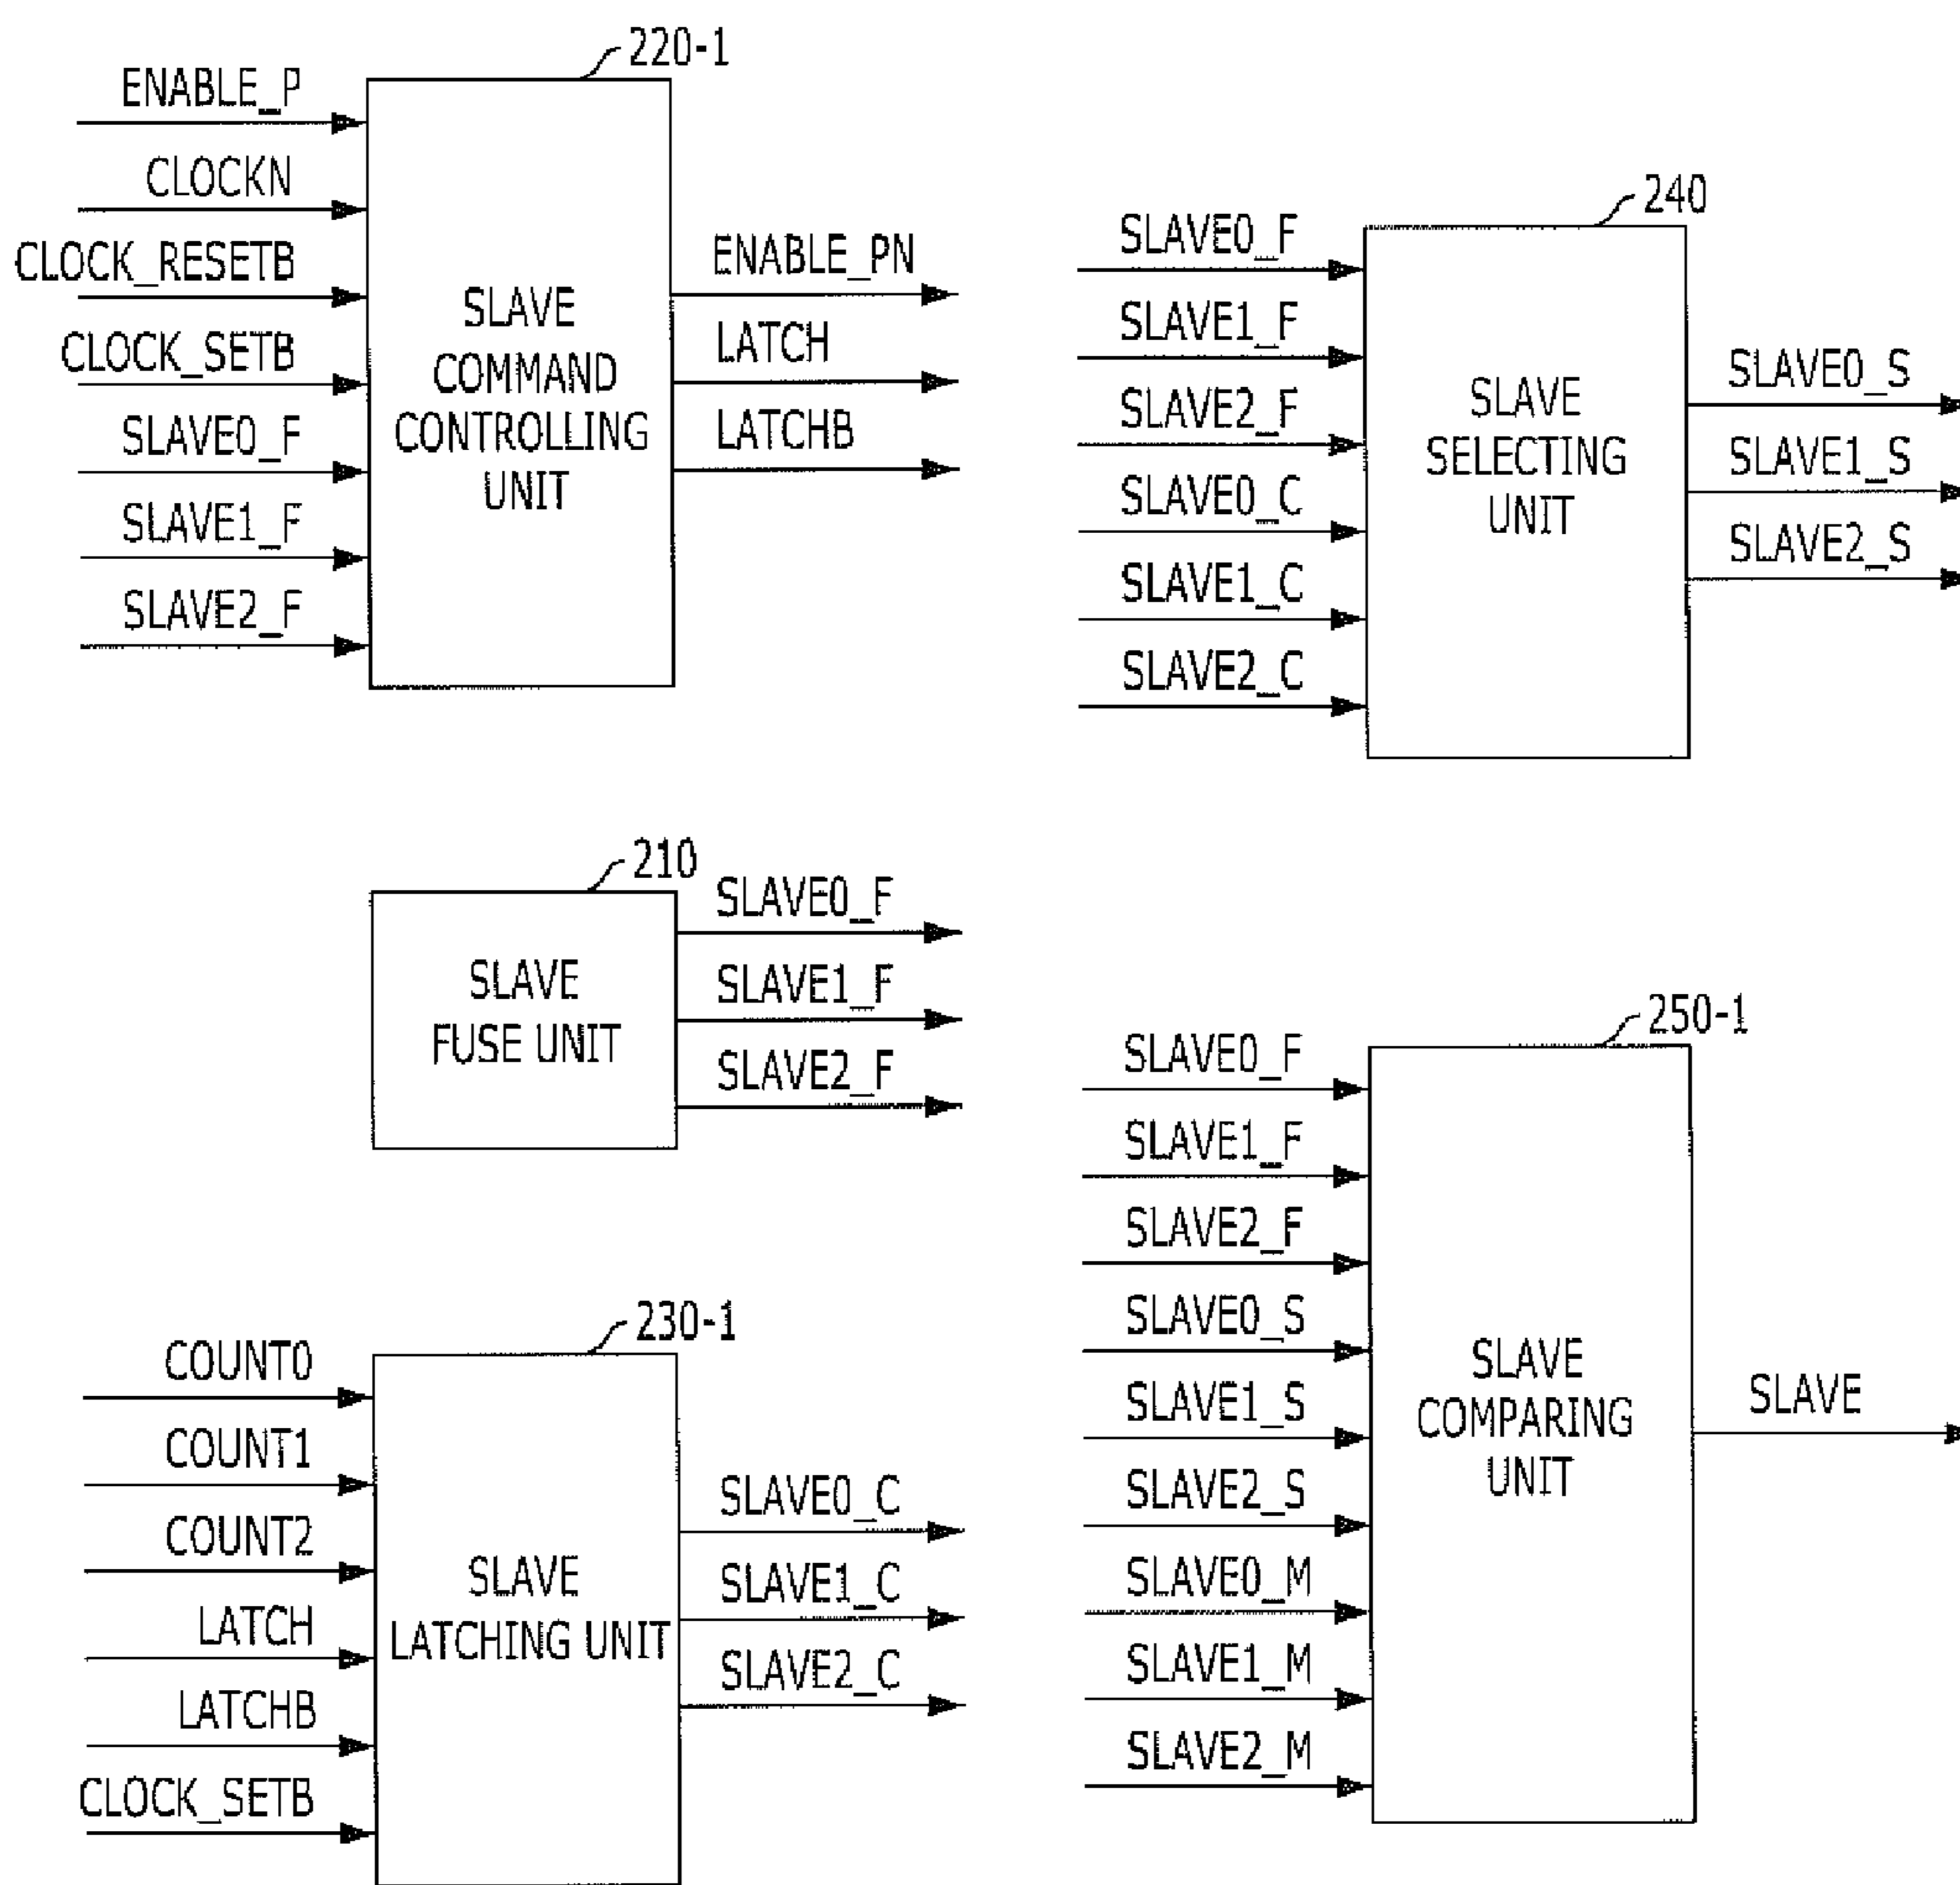 220-1
ENABLE_P
CLOCKN
CLOCK_RESETB
CLOCK_SETB
SLAVE0_F
SLAVE1_F
SLAVE2_F
SLAVE
COMMAND
CONTROLLING
UNIT
ENABLE_PN
LATCH
LATCHB
240
SLAVE0_F
SLAVE1_F
SLAVE2_F
SLAVE0_C
SLAVE1_C
SLAVE2_C
SLAVE
SELECTING
UNIT
SLAVE0_S
SLAVE1_S
SLAVE2_S
210
SLAVE
FUSE UNIT
SLAVE0_F
SLAVE1_F
SLAVE2_F
230-1
COUNT0
COUNT1
COUNT2
LATCH
LATCHB
CLOCK_SETB
SLAVE
LATCHING UNIT
SLAVE0_C
SLAVE1_C
SLAVE2_C
250-1
SLAVE0_F
SLAVE1_F
SLAVE2_F
SLAVE0_S
SLAVE1_S
SLAVE2_S
SLAVE0_M
SLAVE1_M
SLAVE2_M
SLAVE
COMPARING
UNIT
SLAVE